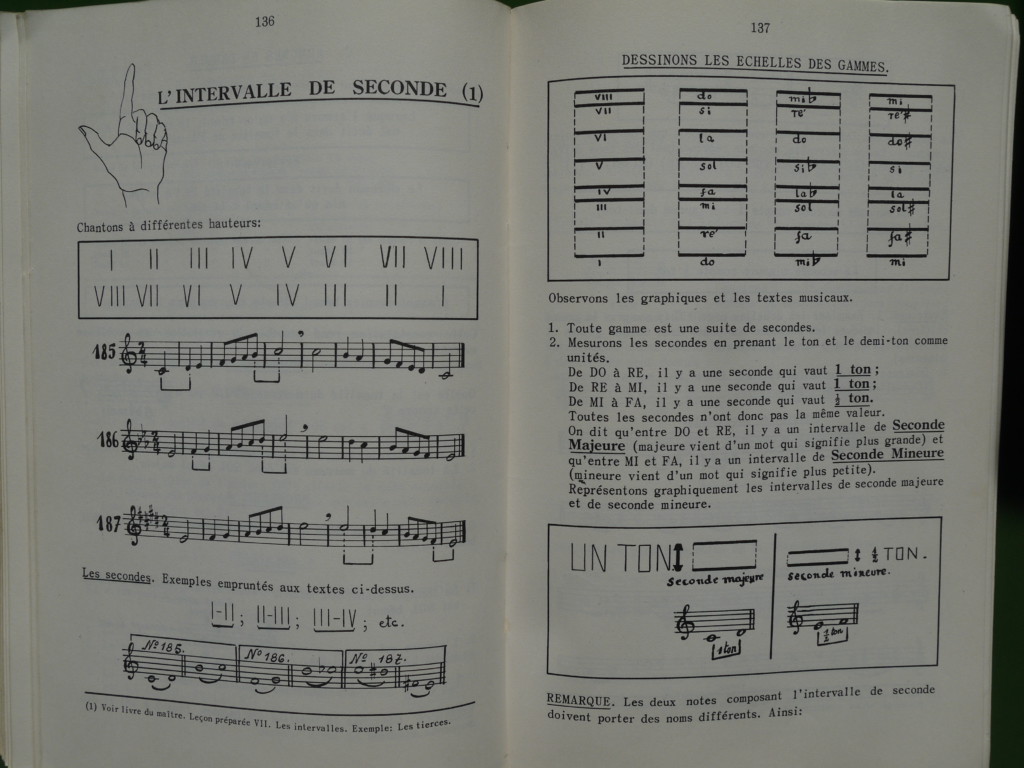 136
L'INTERVALLE DE SECONDE (1)
Chantons à différentes hauteurs:
I II III IV V VI VII VIII
VIII VII VI V IV III II I
185
186
187
Les secondes. Exemples empruntés aux textes ci-dessus.
I-II ; II-III ; III-IV ; etc.
Nº 185. Nº 186. Nº 187.
(1) Voir livre du maître. Leçon préparée VII. Les intervalles. Exemple: Les tierces.
137
DESSINONS LES ECHELLES DES GAMMES.
VIII do mi♭ mi
VII si ré ré♯
VI la do do♯
V sol si♭ si
IV fa la♭ la
III mi sol sol♯
II ré fa fa♯
I do mi♭ mi
Observons les graphiques et les textes musicaux.
1. Toute gamme est une suite de secondes.
2. Mesurons les secondes en prenant le ton et le demi-ton comme
unités.
De DO à RE, il y a une seconde qui vaut 1 ton ;
De RE à MI, il y a une seconde qui vaut 1 ton ;
De MI à FA, il y a une seconde qui vaut ½ ton.
Toutes les secondes n'ont donc pas la même valeur.
On dit qu'entre DO et RE, il y a un intervalle de Seconde
Majeure (majeure vient d'un mot qui signifie plus grande) et
qu'entre MI et FA, il y a un intervalle de Seconde Mineure
(mineure vient d'un mot qui signifie plus petite).
Représentons graphiquement les intervalles de seconde majeure
et de seconde mineure.
UN TON ½ TON.
seconde majeure seconde mineure.
1 ton ½ ton
REMARQUE. Les deux notes composant l'intervalle de seconde
doivent porter des noms différents. Ainsi: